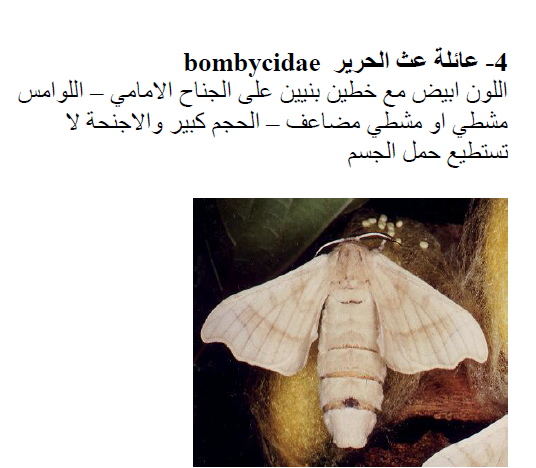 4- عائلة عث الحرير bombycidae
اللون ابيض مع خطين بنيين على الجناح الامامي – اللوامس
مشطي او مشطي مضاعف – الحجم كبير والاجنحة لا
تستطيع حمل الجسم